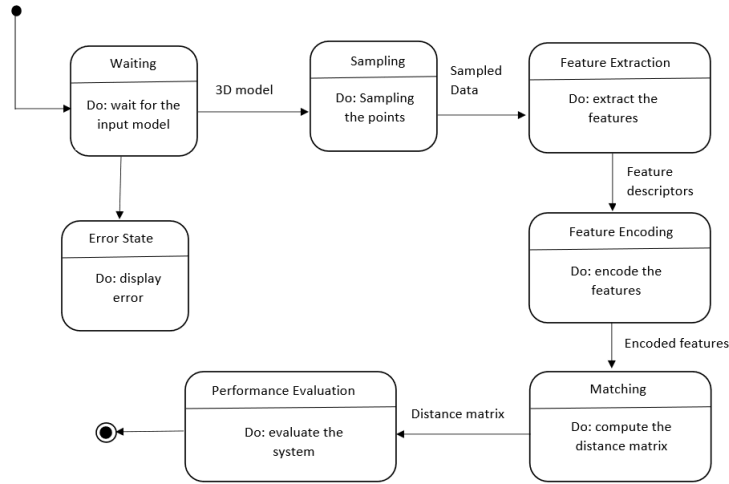 Waiting
Do: wait for the
input model
3D model
Sampling
Do: Sampling
the points
Sampled
Data
Feature Extraction
Do: extract the
features
Feature
descriptors
Error State
Do: display
error
Feature Encoding
Do: encode the
features
Encoded features
Performance Evaluation
Do: evaluate the
system
Distance matrix
Matching
Do: compute the
distance matrix